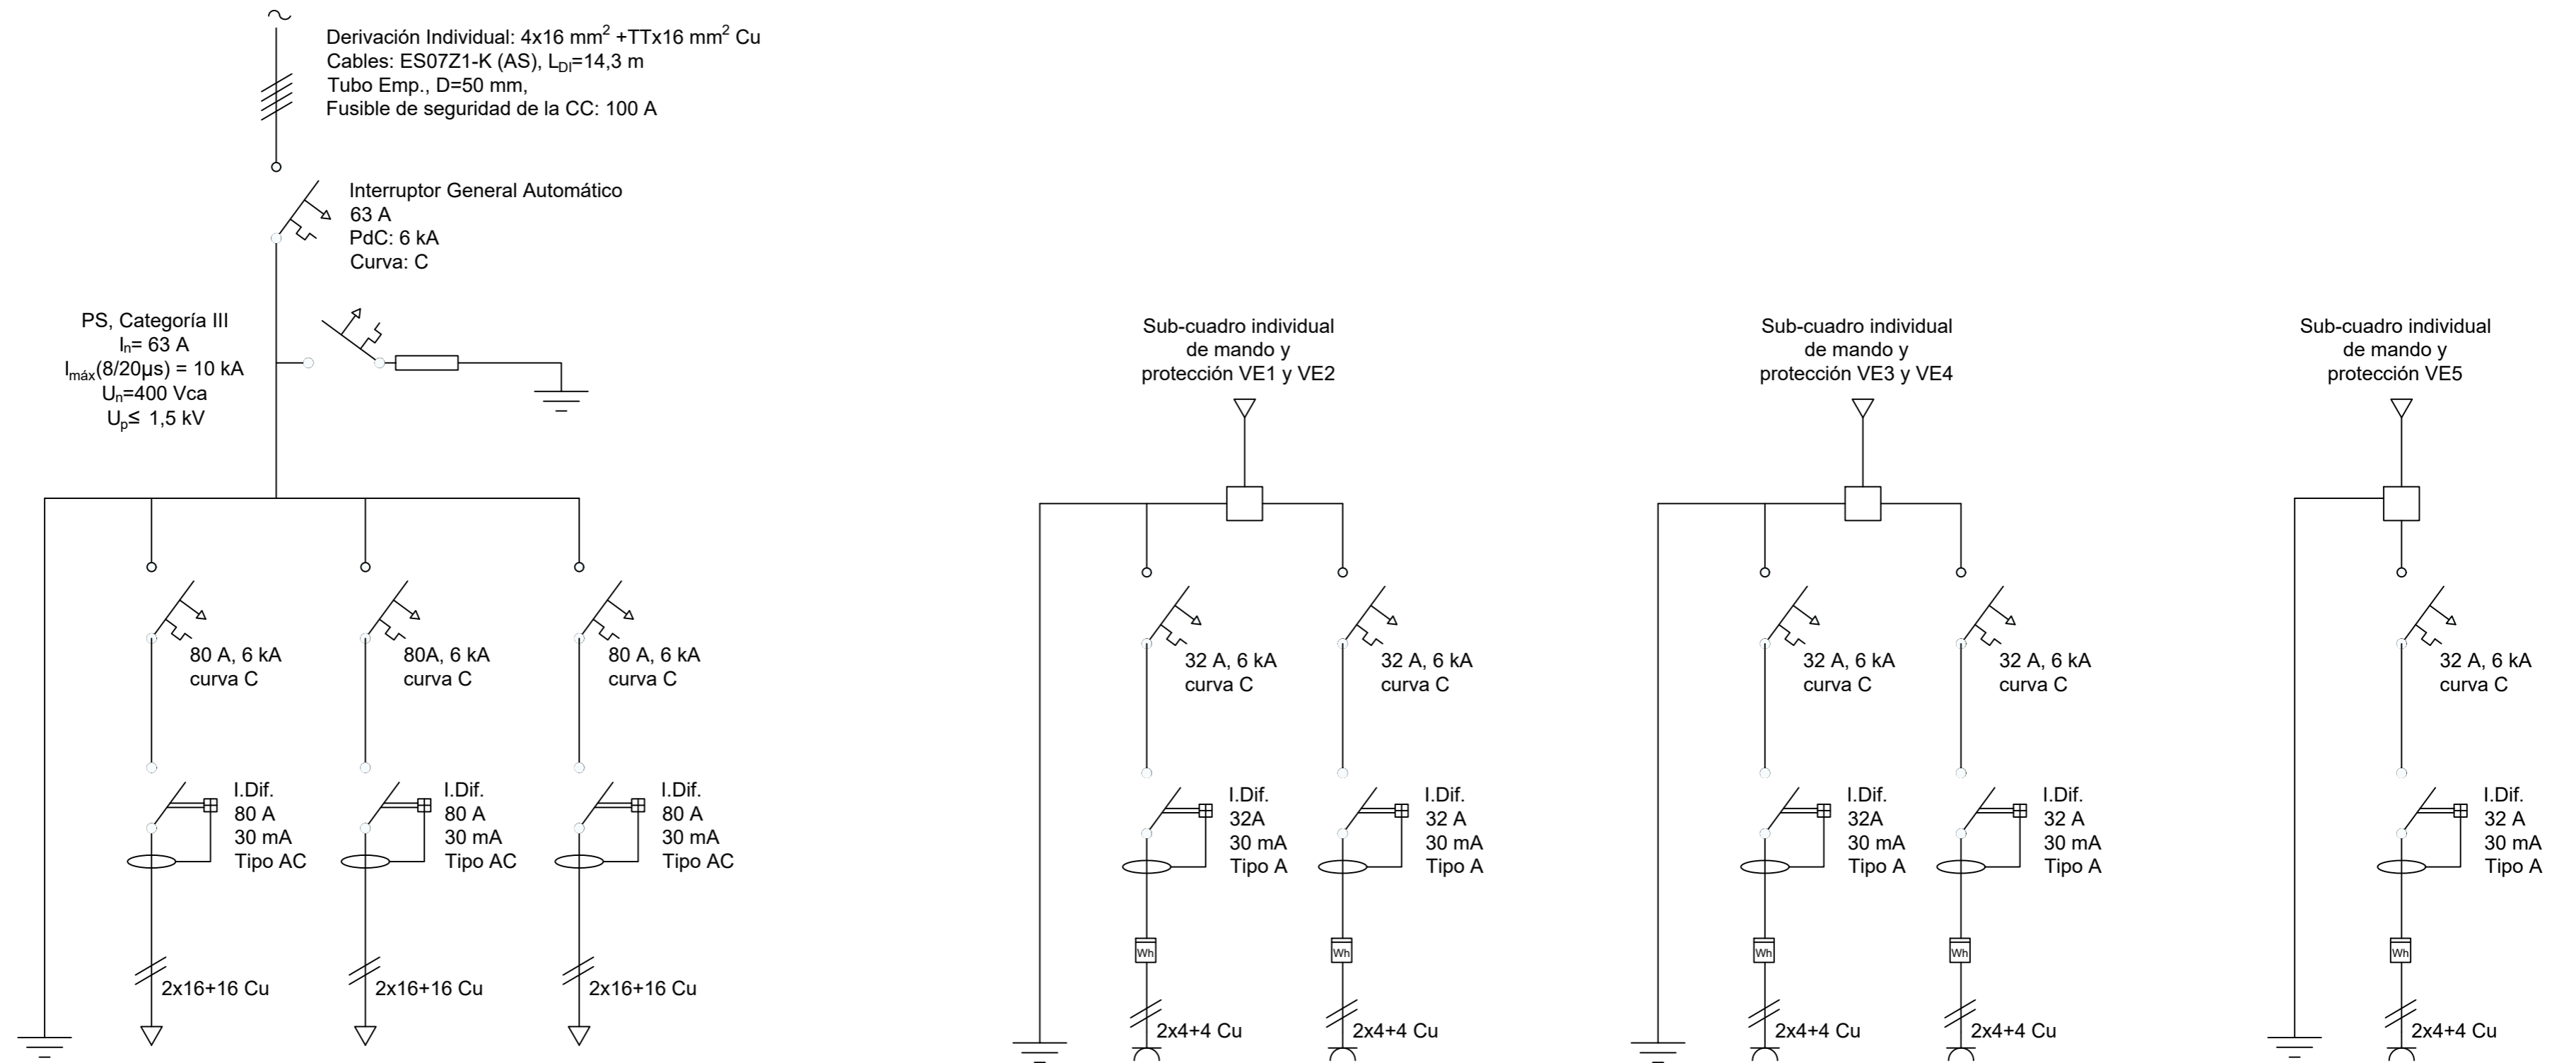 Derivación Individual: 4x16 mm² +TTx16 mm² Cu
Cables: ES07Z1-K (AS), L_DI=14,3 m
Tubo Emp., D=50 mm,
Fusible de seguridad de la CC: 100 A
Interruptor General Automático
63 A
PdC: 6 kA
Curva: C
PS, Categoría III
Iₙ= 63 A
I_máx(8/20µs) = 10 kA
Uₙ=400 Vca
Uₚ≤ 1,5 kV
80 A, 6 kA
curva C
80A, 6 kA
curva C
80 A, 6 kA
curva C
I.Dif.
80 A
30 mA
Tipo AC
I.Dif.
80 A
30 mA
Tipo AC
I.Dif.
80 A
30 mA
Tipo AC
2x16+16 Cu
2x16+16 Cu
2x16+16 Cu
Sub-cuadro individual
de mando y
protección VE1 y VE2
32 A, 6 kA
curva C
32 A, 6 kA
curva C
I.Dif.
32A
30 mA
Tipo A
I.Dif.
32 A
30 mA
Tipo A
Wh
Wh
2x4+4 Cu
2x4+4 Cu
Sub-cuadro individual
de mando y
protección VE3 y VE4
32 A, 6 kA
curva C
32 A, 6 kA
curva C
I.Dif.
32A
30 mA
Tipo A
I.Dif.
32 A
30 mA
Tipo A
Wh
Wh
2x4+4 Cu
2x4+4 Cu
Sub-cuadro individual
de mando y
protección VE5
32 A, 6 kA
curva C
I.Dif.
32 A
30 mA
Tipo A
Wh
2x4+4 Cu